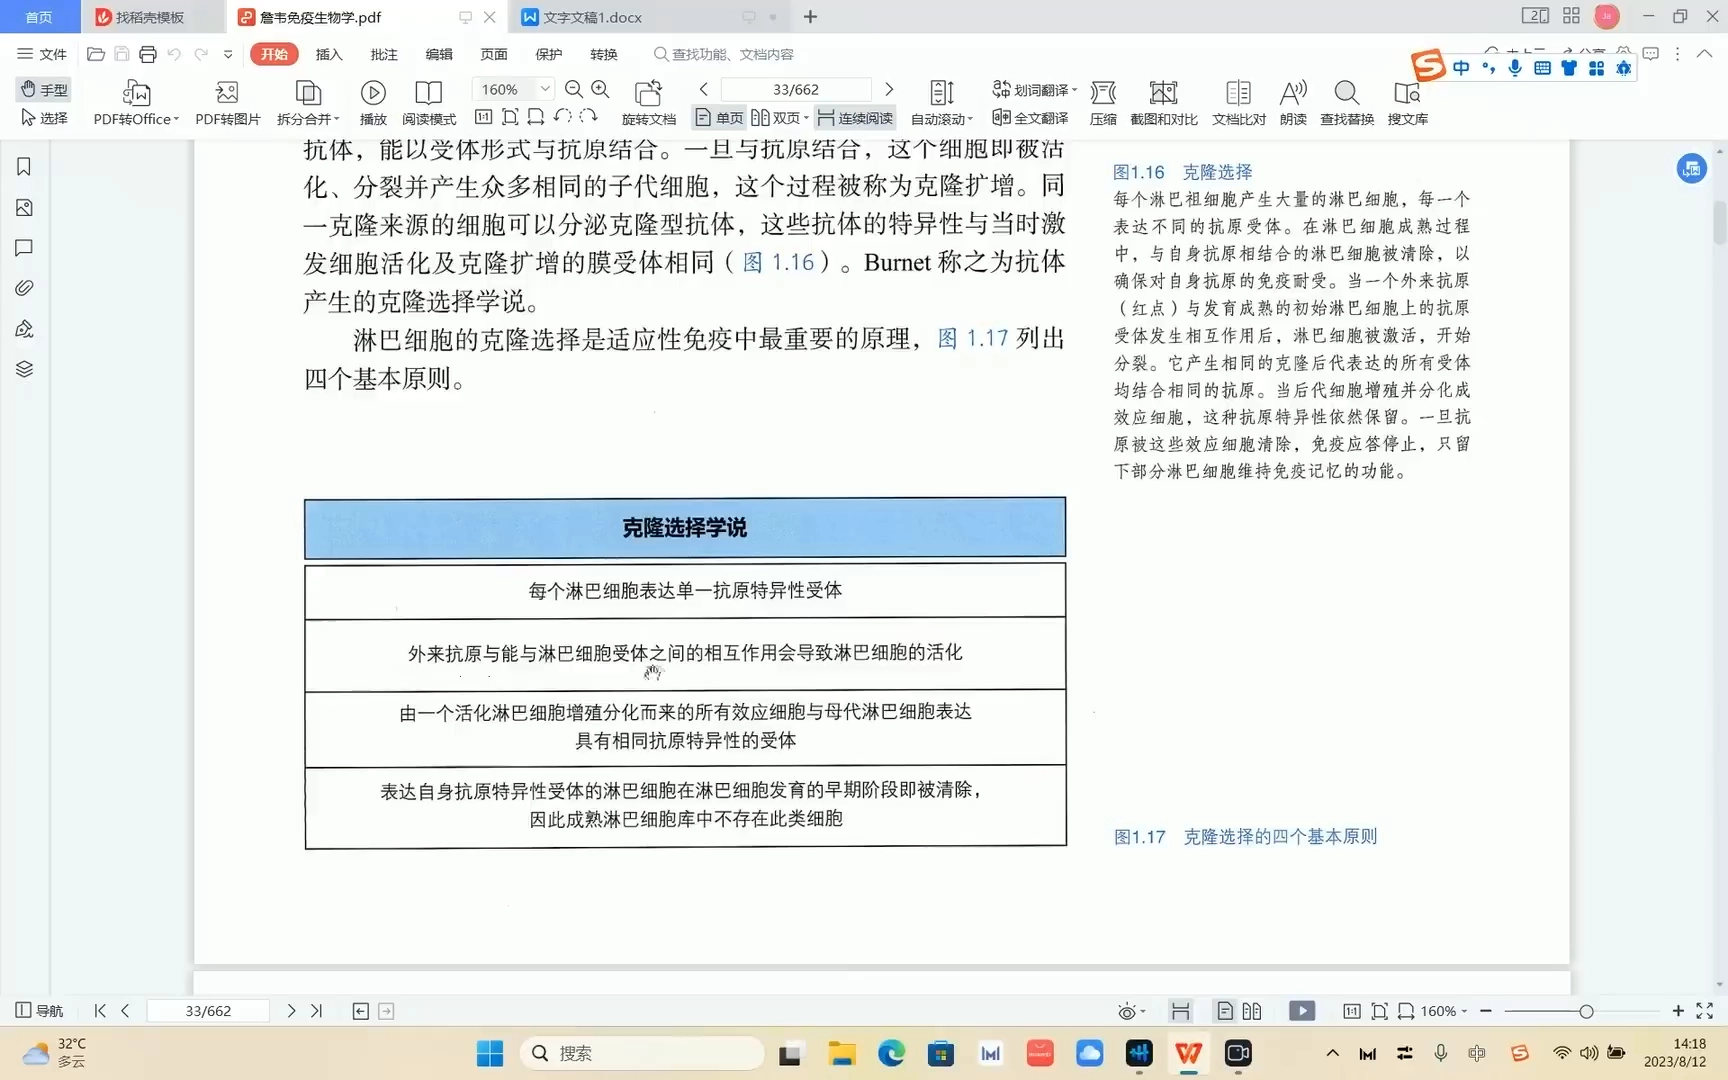 首页
找稻壳模板
詹韦免疫生物学.pdf
文字文稿1.docx
文件
开始
插入
批注
编辑
页面
保护
转换
查找功能、文档内容
中
手型
选择
PDF转Office
PDF转图片
拆分合并
播放
阅读模式
160%
旋转文档
33/662
单页
双页
连续阅读
自动滚动
划词翻译
全文翻译
压缩
截图和对比
文档比对
朗读
查找替换
搜文库
抗体，能以受体形式与抗原结合。一旦与抗原结合，这个细胞即被活
化、分裂并产生众多相同的子代细胞，这个过程被称为克隆扩增。同
一克隆来源的细胞可以分泌克隆型抗体，这些抗体的特异性与当时激
发细胞活化及克隆扩增的膜受体相同（图 1.16）。Burnet 称之为抗体
产生的克隆选择学说。
淋巴细胞的克隆选择是适应性免疫中最重要的原理，图 1.17 列出
四个基本原则。
图1.16 克隆选择
每个淋巴祖细胞产生大量的淋巴细胞，每一个
表达不同的抗原受体。在淋巴细胞成熟过程
中，与自身抗原相结合的淋巴细胞被清除，以
确保对自身抗原的免疫耐受。当一个外来抗原
（红点）与发育成熟的初始淋巴细胞上的抗原
受体发生相互作用后，淋巴细胞被激活，开始
分裂。它产生相同的克隆后代表达的所有受体
均结合相同的抗原。当后代细胞增殖并分化成
效应细胞，这种抗原特异性依然保留。一旦抗
原被这些效应细胞清除，免疫应答停止，只留
下部分淋巴细胞维持免疫记忆的功能。
克隆选择学说
每个淋巴细胞表达单一抗原特异性受体
外来抗原与能与淋巴细胞受体之间的相互作用会导致淋巴细胞的活化
由一个活化淋巴细胞增殖分化而来的所有效应细胞与母代淋巴细胞表达
具有相同抗原特异性的受体
表达自身抗原特异性受体的淋巴细胞在淋巴细胞发育的早期阶段即被清除，
因此成熟淋巴细胞库中不存在此类细胞
图1.17 克隆选择的四个基本原则
导航
33/662
160%
32°C
多云
搜索
中
14:18
2023/8/12